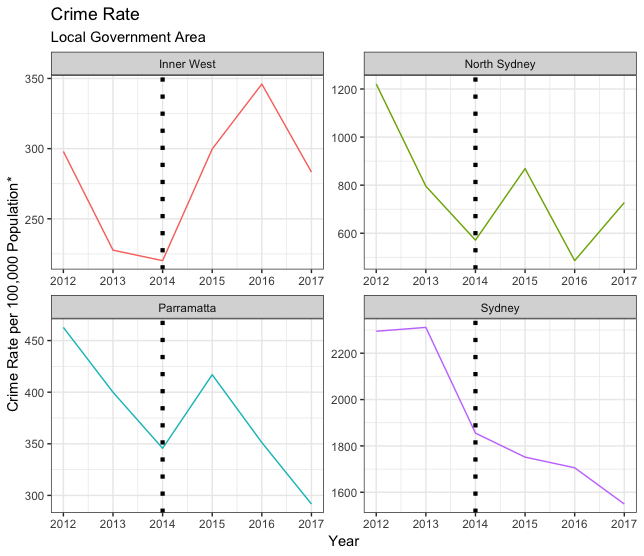 Crime Rate
Local Government Area
Crime Rate per 100,000 Population*
Inner West
350
300
250
2012 2013 2014 2015 2016 2017
North Sydney
1200
1000
800
600
2012 2013 2014 2015 2016 2017
Parramatta
450
400
350
300
2012 2013 2014 2015 2016 2017
Sydney
2200
2000
1800
1600
2012 2013 2014 2015 2016 2017
Year